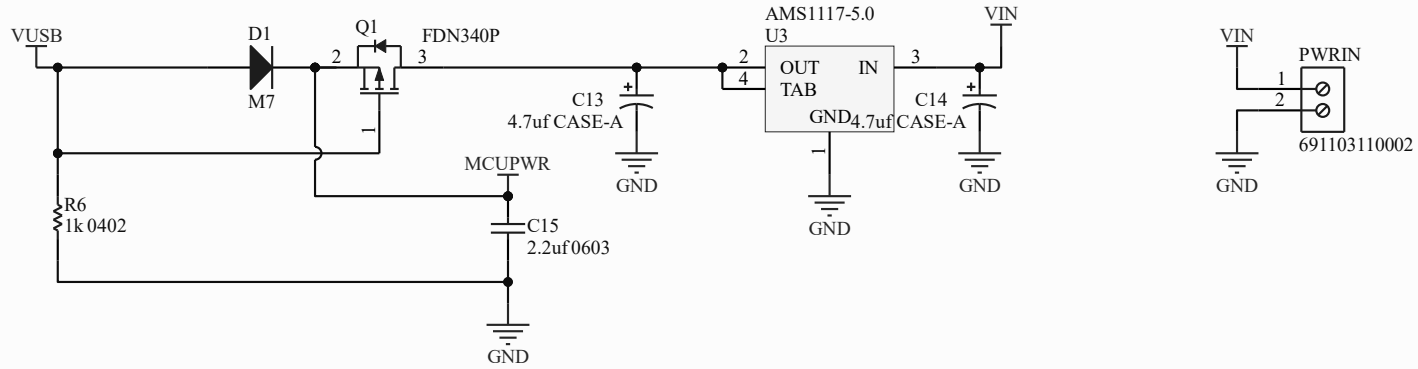 VUSB
D1
M7
Q1
FDN340P
2
3
1
R6
1k 0402
MCUPWR
C15
2.2uf 0603
GND
C13
4.7uf CASE-A
GND
AMS1117-5.0
U3
2
4
OUT
IN
TAB
GND
3
1
GND
VIN
C14
4.7uf CASE-A
GND
VIN
PWRIN
1
2
691103110002
GND